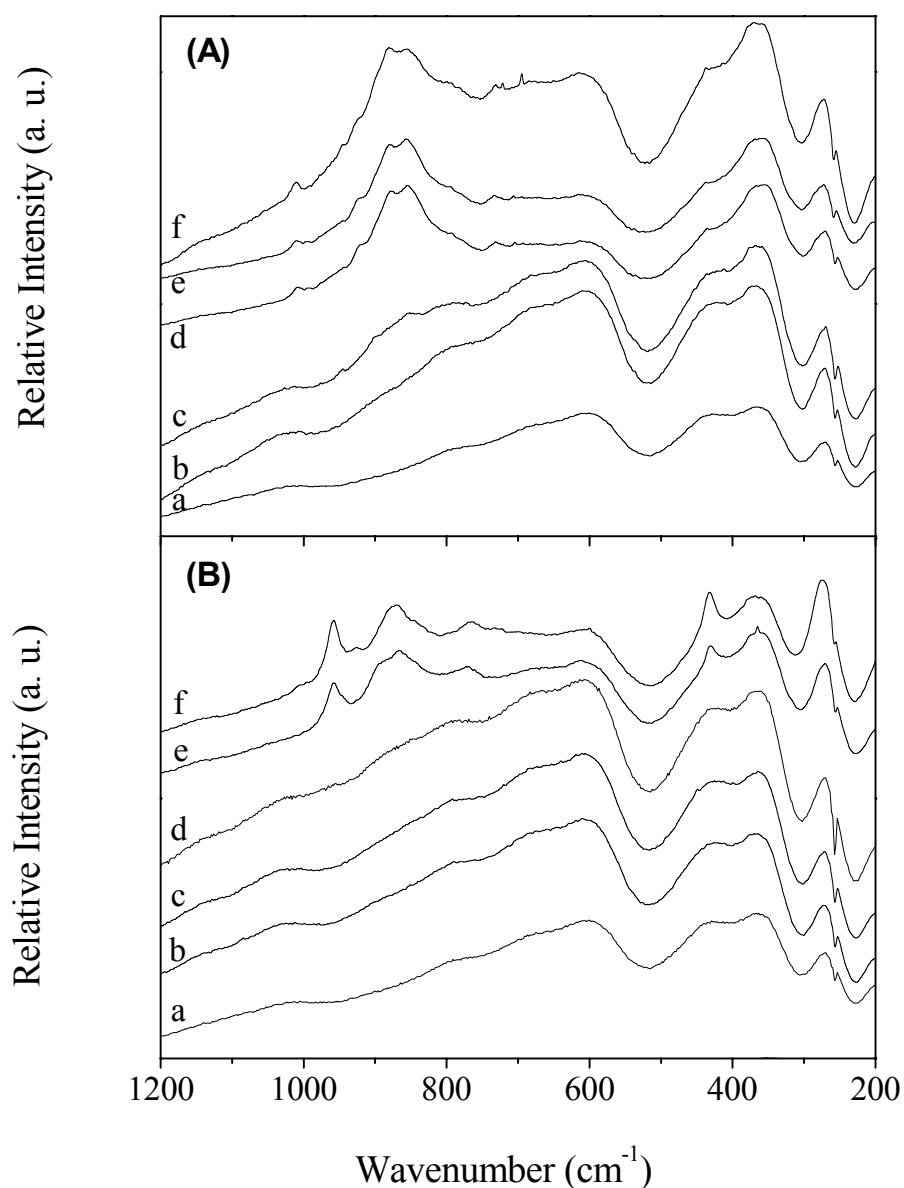 (A)
Relative Intensity (a. u.)
f
e
d
c
b
a
(B)
Relative Intensity (a. u.)
f
e
d
c
b
a
1200 1000 800 600 400 200
Wavenumber (cm-1)